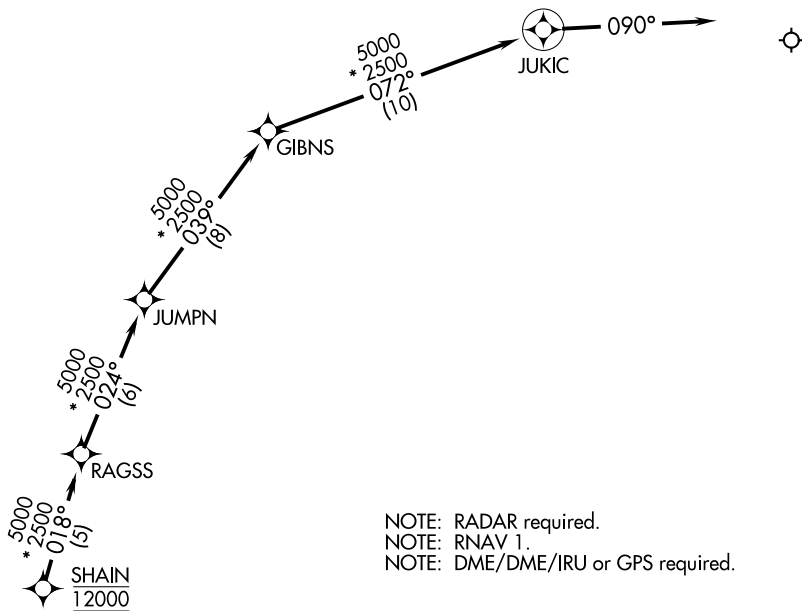 090°
JUKIC
5000
* 2500
072°
(10)
GIBNS
5000
* 2500
039°
(8)
JUMPN
5000
* 2500
024°
(6)
RAGSS
5000
* 2500
018°
(5)
SHAIN
12000
NOTE: RADAR required.
NOTE: RNAV 1.
NOTE: DME/DME/IRU or GPS required.